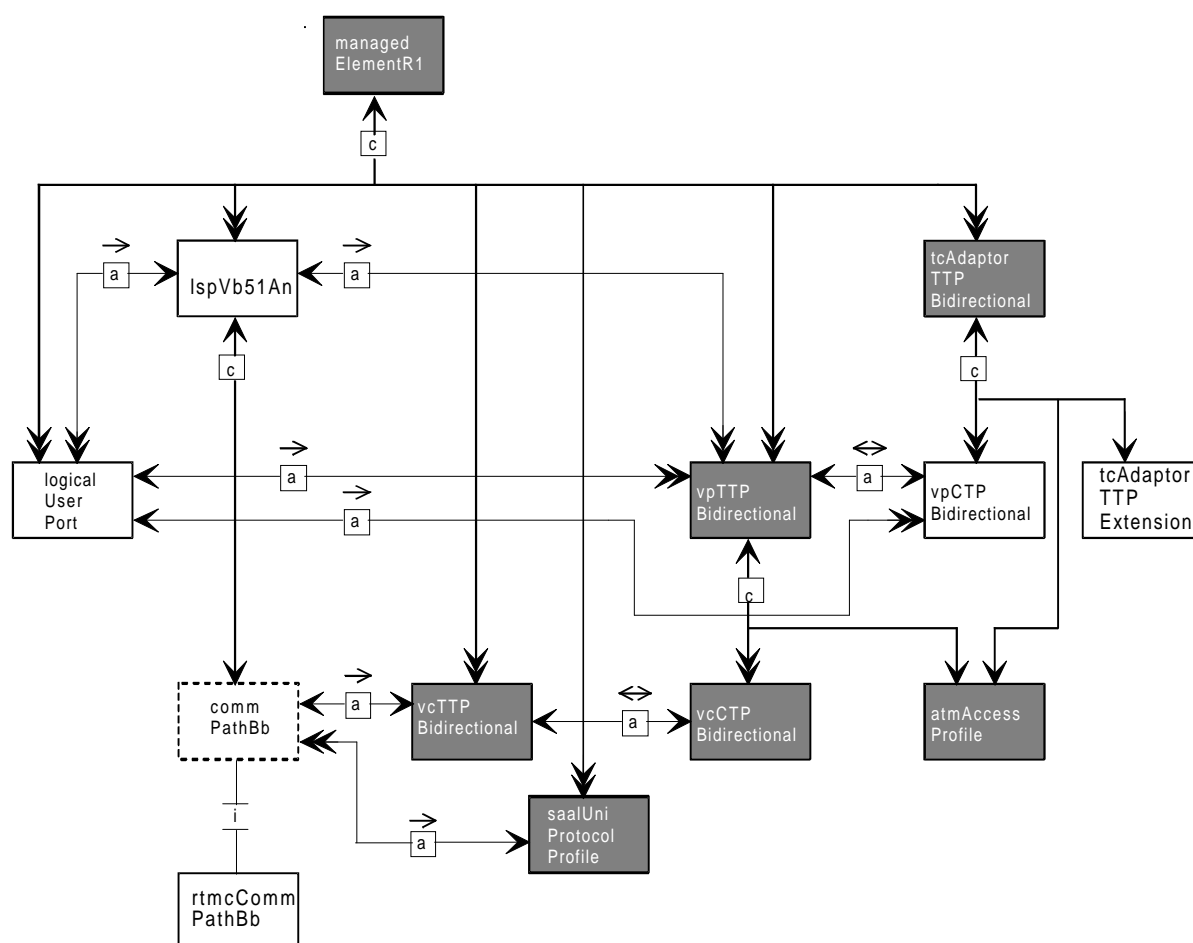 managed
ElementR1
c
a
a
lspVb51An
tcAdaptor
TTP
Bidirectional
c
c
logical
User
Port
a
a
vpTTP
Bidirectional
a
vpCTP
Bidirectional
tcAdaptor
TTP
Extension
c
comm
PathBb
a
vcTTP
Bidirectional
a
vcCTP
Bidirectional
atmAccess
Profile
i
a
saalUni
Protocol
Profile
rtmcComm
PathBb